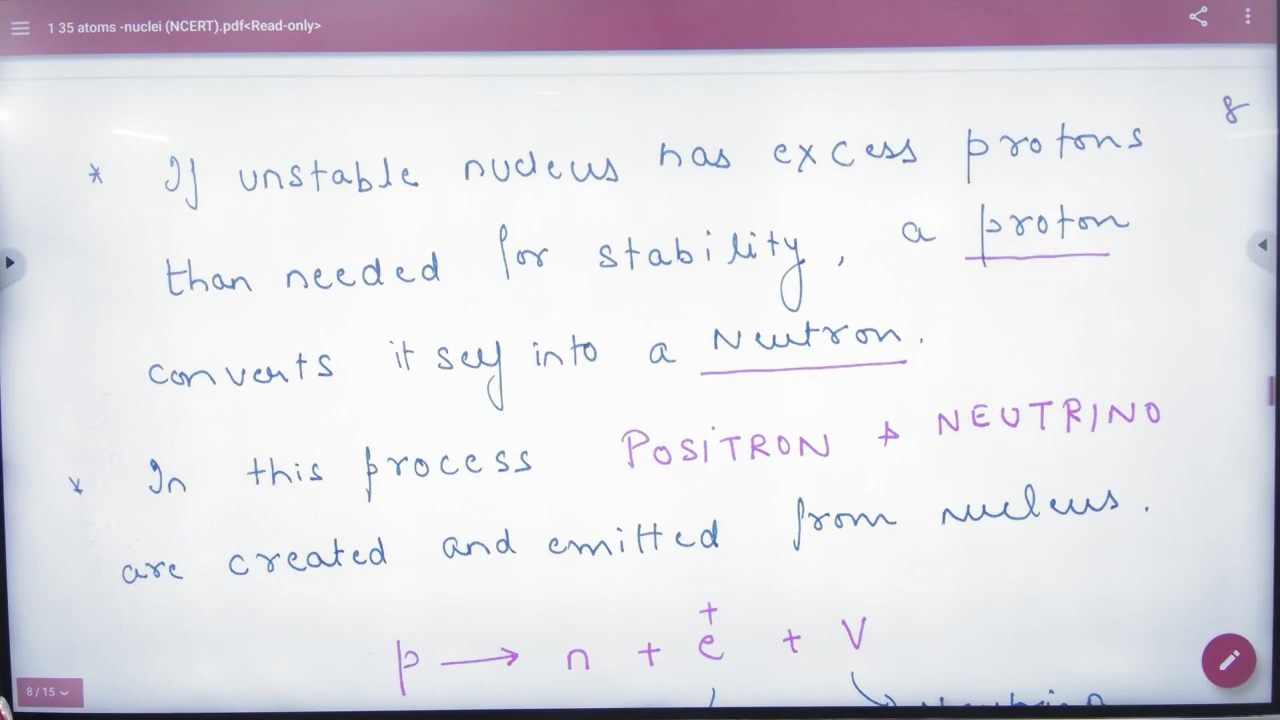 1 35 atoms -nuclei (NCERT).pdf<Read-only>
8
* If unstable nucleus has excess protons
than needed for stability, a proton
converts itself into a Neutron.
* In this process POSITRON + NEUTRINO
are created and emitted from nucleus.
p → n + e⁺ + ν
8 / 15